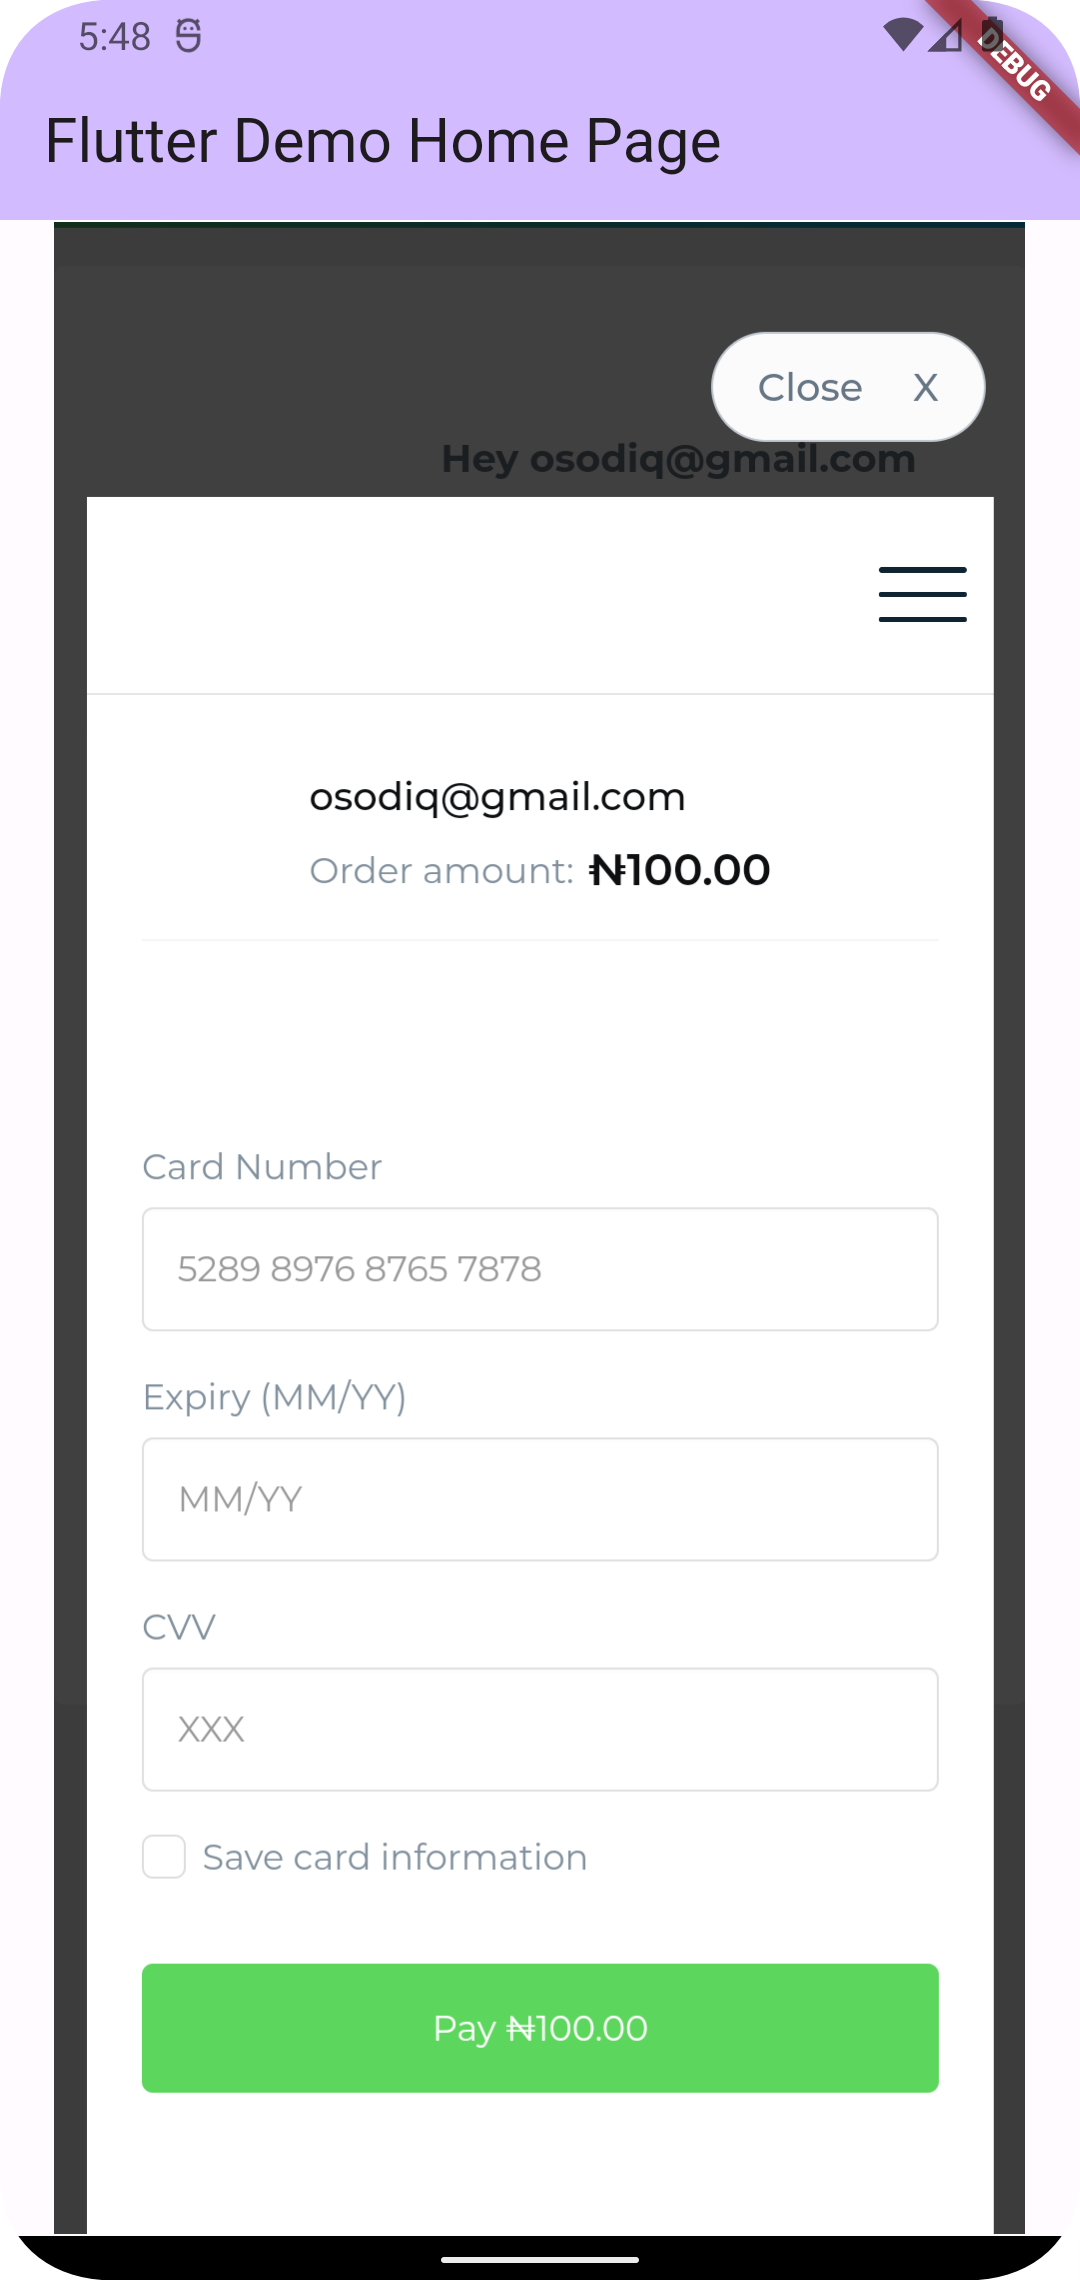 5:48
DEBUG
Flutter Demo Home Page
Close X
Hey osodiq@gmail.com
osodiq@gmail.com
Order amount: ₦100.00
Card Number
5289 8976 8765 7878
Expiry (MM/YY)
MM/YY
CVV
XXX
Save card information
Pay ₦100.00